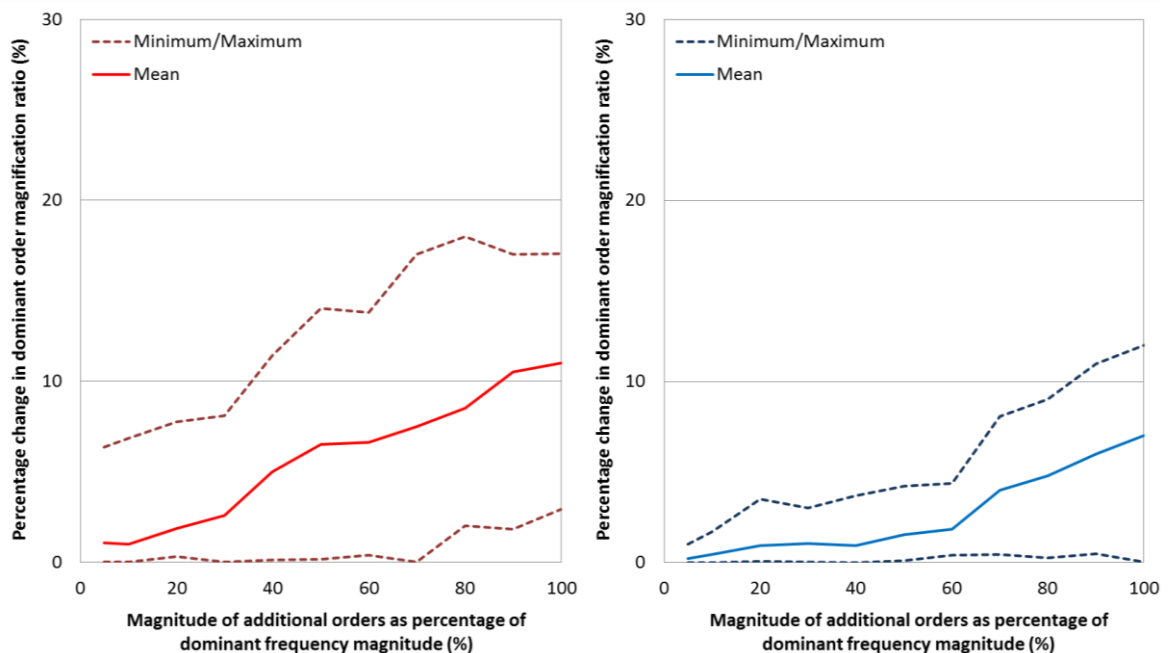 Percentage change in dominant order magnification ratio (%)
30
20
10
0
Minimum/Maximum
Mean
0 20 40 60 80 100
Magnitude of additional orders as percentage of
dominant frequency magnitude (%)
Percentage change in dominant order magnification ratio (%)
30
20
10
0
Minimum/Maximum
Mean
0 20 40 60 80 100
Magnitude of additional orders as percentage of
dominant frequency magnitude (%)